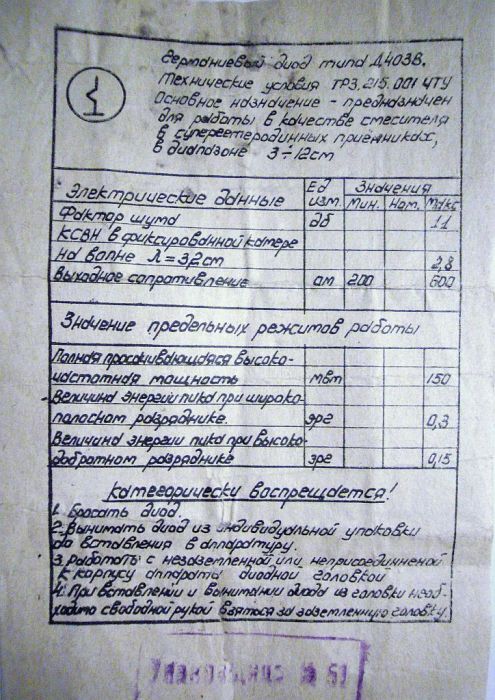 Германиевый диод типа Д403В.
Технические условия ТР3.215.001 ЧТУ
Основное назначение - предназначен
для работы в качестве смесителя
в супергетеродинных приёмниках,
в диапазоне 3÷12cm
Электрические данные Ед изм. Значения Мин. Ном. Макс
Фактор шума дб 11
КСВН в фиксированной камере
на волне λ=3,2cm 2,8
Выходное сопротивление ом 200 600
Значение предельных режимов работы
Полная просачивающаяся высоко-
частотная мощность мвт 150
Величина энергии пика при широко-
полосном разряднике. эрг 0,3
Величина энергии пика при высоко-
добротном разряднике эрг 0,15
Категорически воспрещается!
1. Бросать диод.
2. Вынимать диод из индивидуальной упаковки
до вставления в аппаратуру.
3. Работать с незаземленной или неприсоединенной
к корпусу аппарата диодной головкой
4. При вставлении и вынимании диода из головки необ-
ходимо свободной рукой взяться за заземленную головку.
№ 51